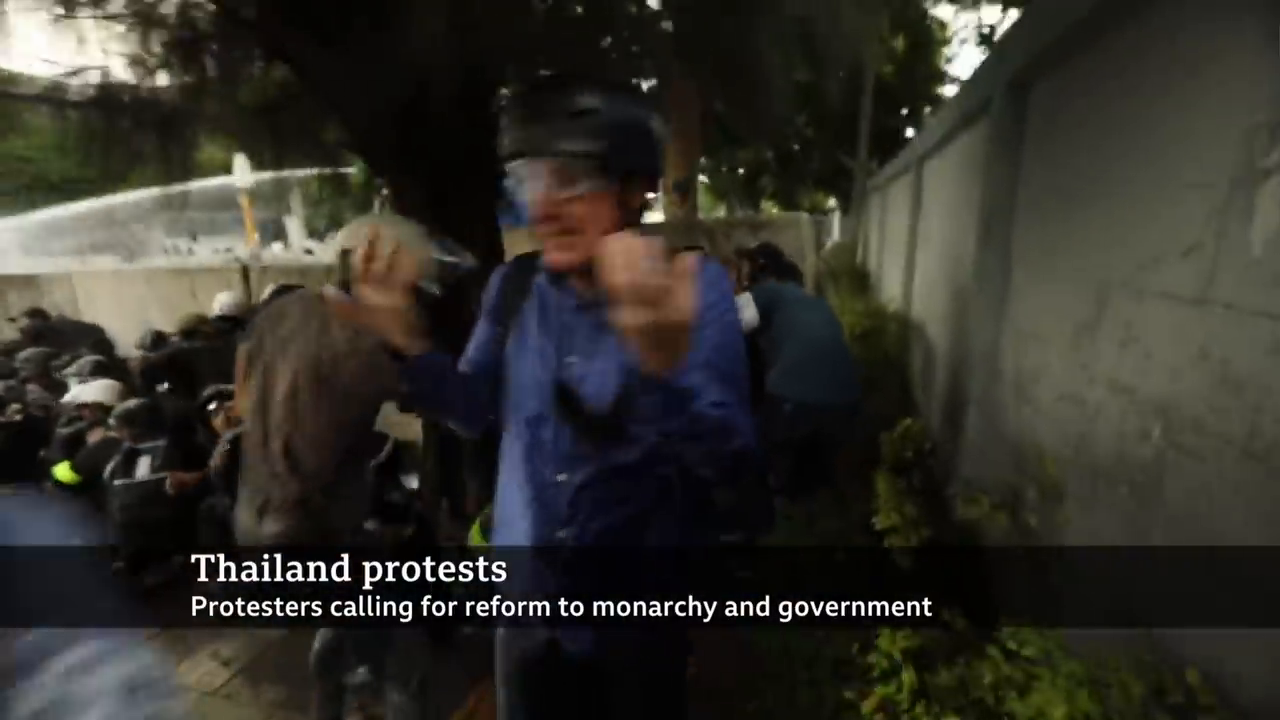 Thailand protests
Protesters calling for reform to monarchy and government